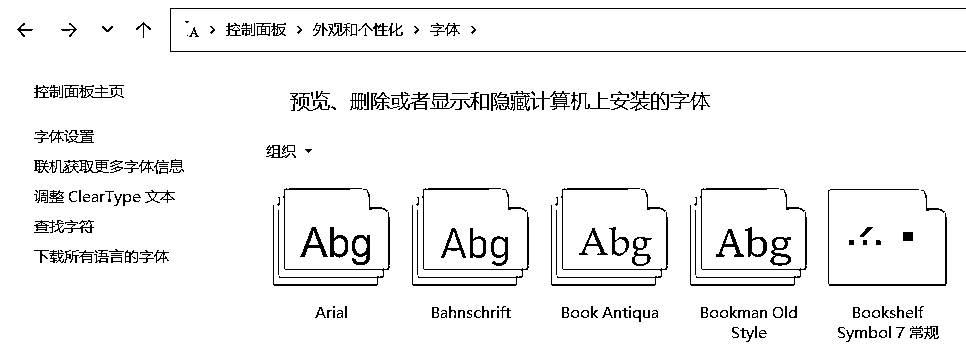 控制面板 > 外观和个性化 > 字体 >
控制面板主页
字体设置
联机获取更多字体信息
调整 ClearType 文本
查找字符
下载所有语言的字体
预览、删除或者显示和隐藏计算机上安装的字体
组织
Abg
Abg
Abg
Abg
Arial
Bahnschrift
Book Antiqua
Bookman Old
Style
Bookshelf
Symbol 7 常规